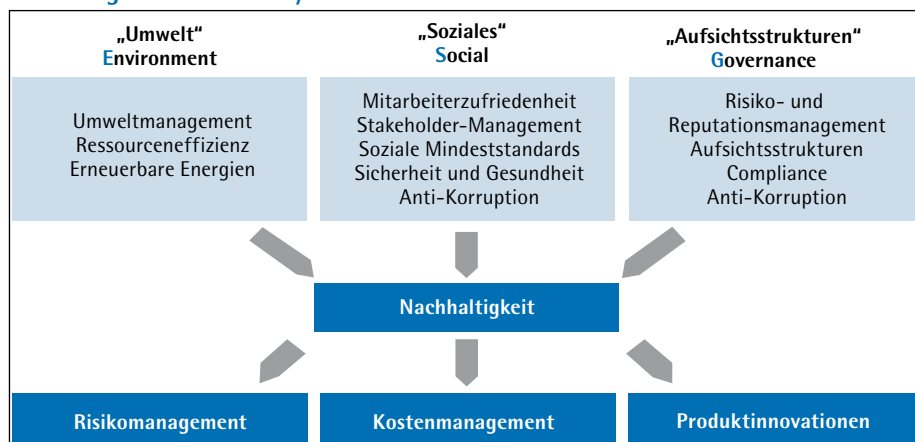 „Umwelt“
Environment
„Soziales“
Social
„Aufsichtsstrukturen“
Governance
Umweltmanagement
Ressourceneffizienz
Erneuerbare Energien
Mitarbeiterzufriedenheit
Stakeholder-Management
Soziale Mindeststandards
Sicherheit und Gesundheit
Anti-Korruption
Risiko- und
Reputationsmanagement
Aufsichtsstrukturen
Compliance
Anti-Korruption
Nachhaltigkeit
Risikomanagement
Kostenmanagement
Produktinnovationen